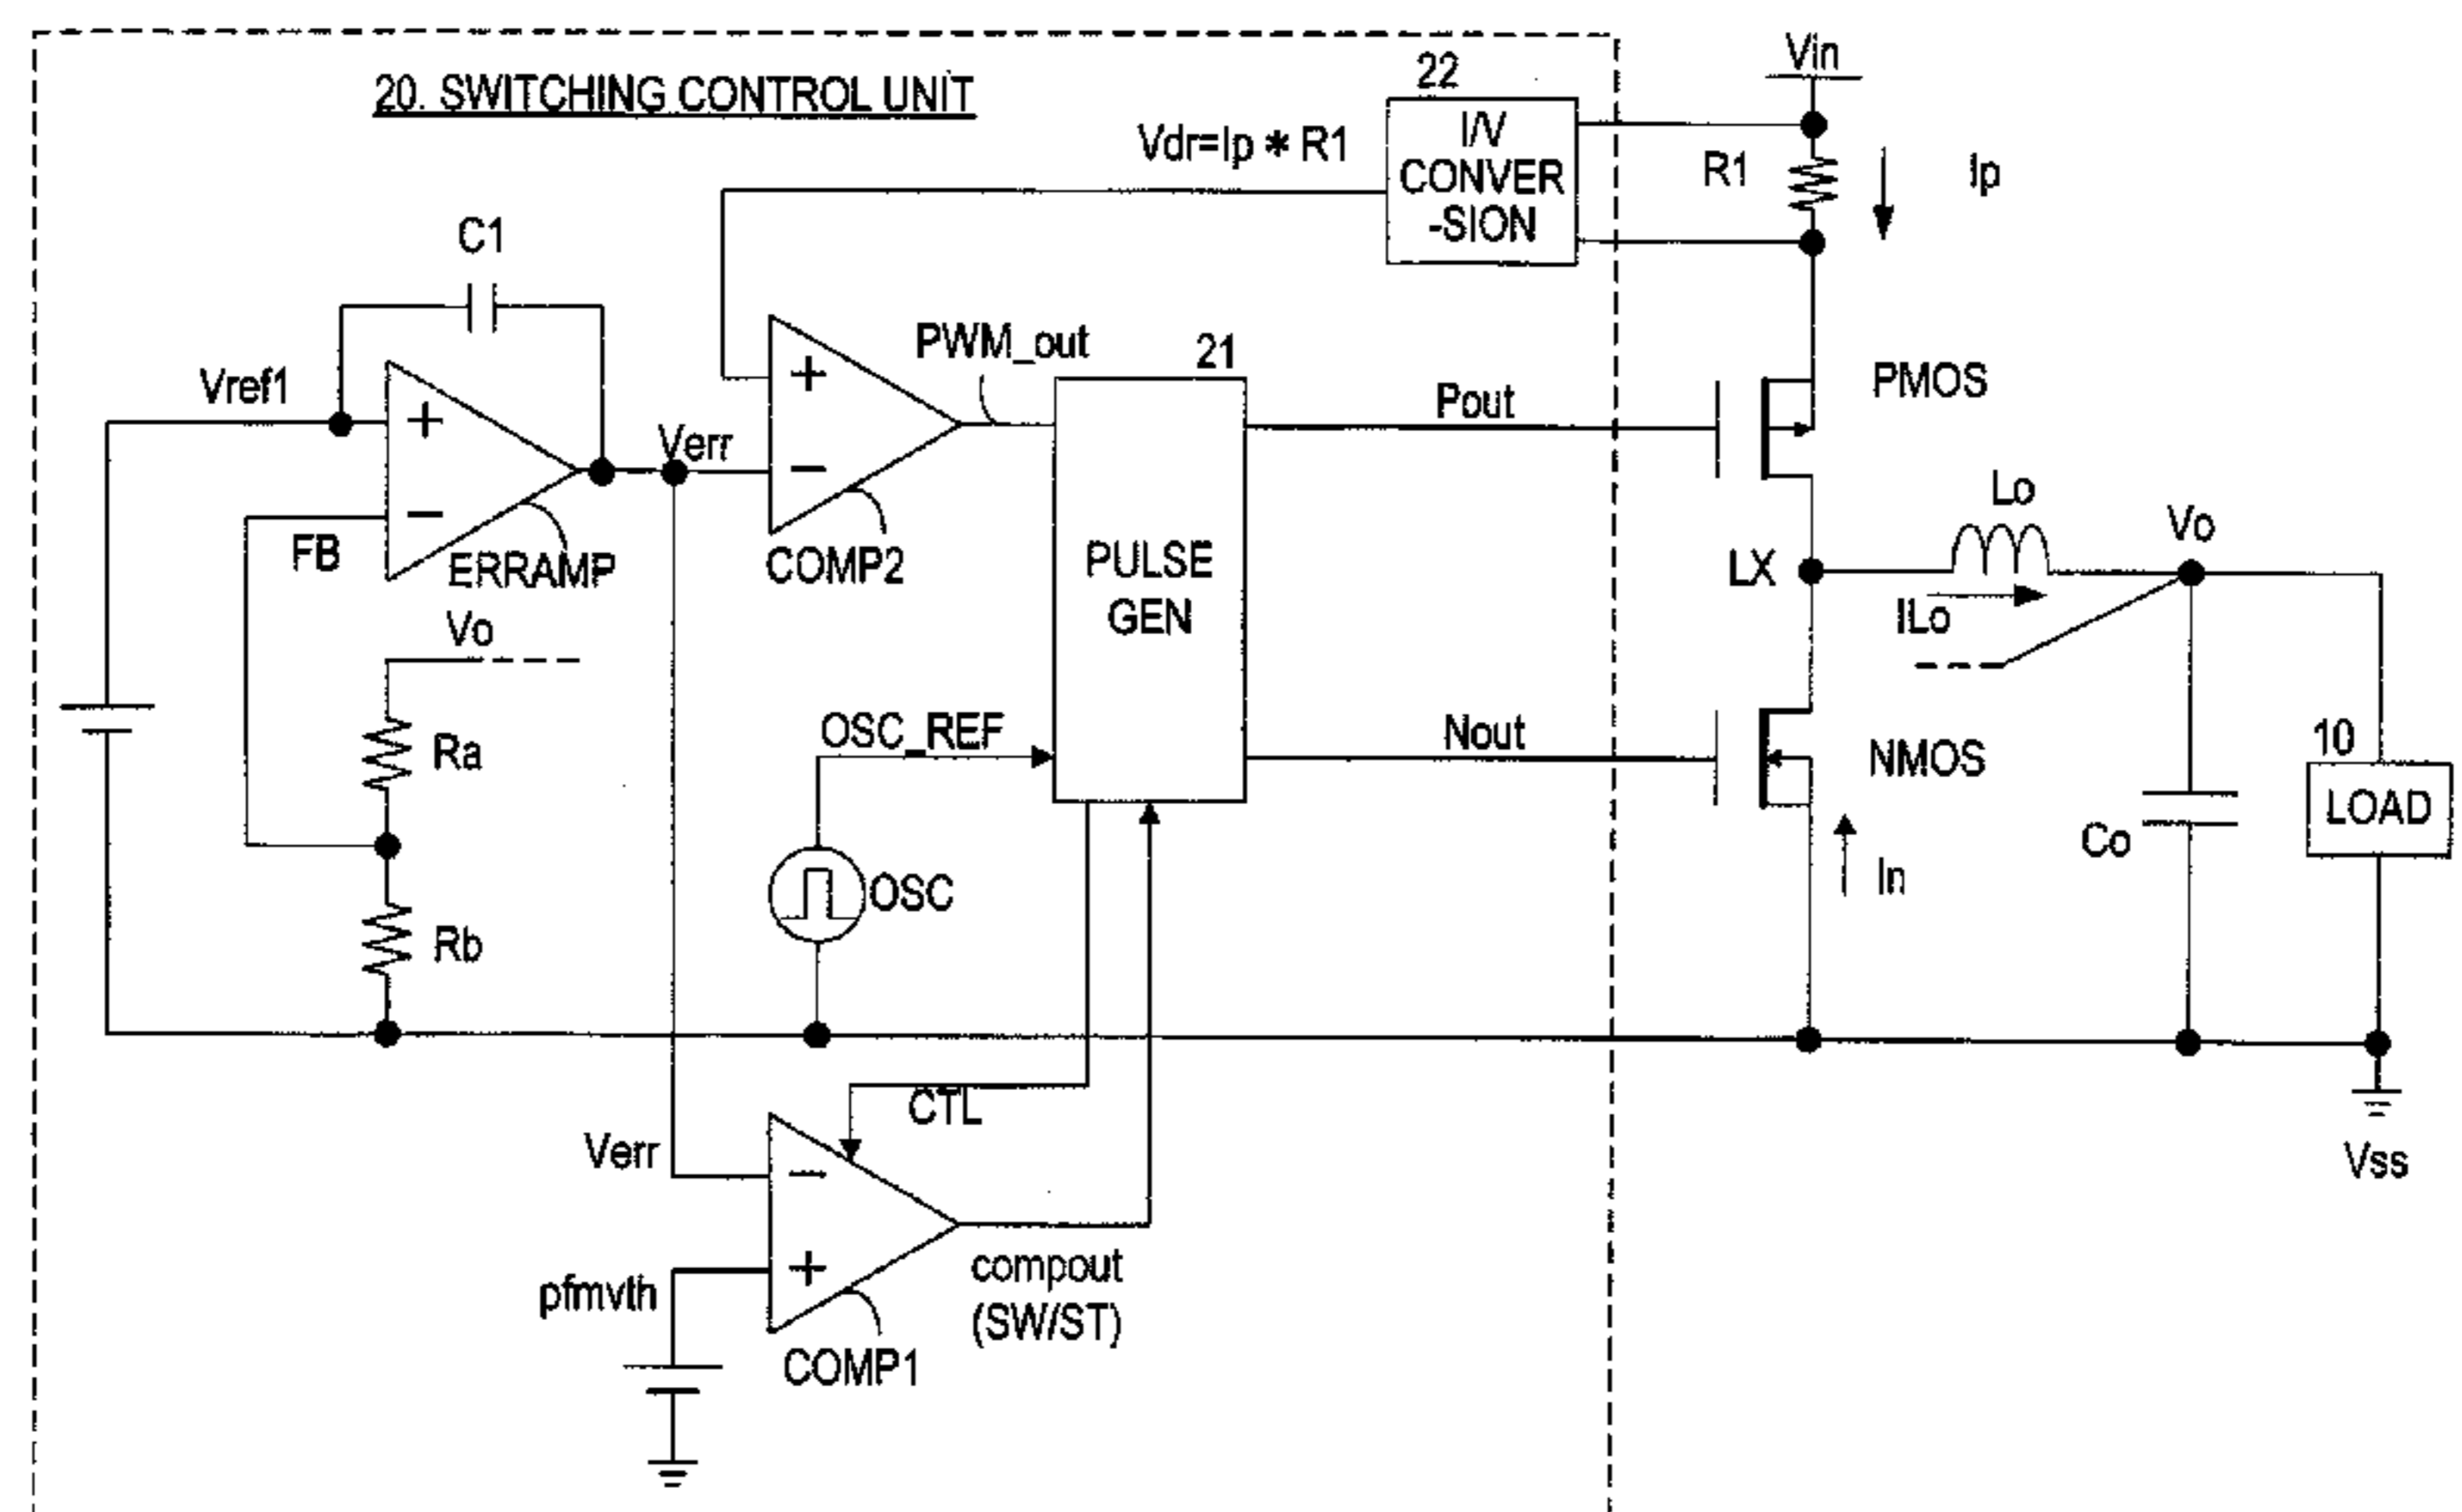 20. SWITCHING CONTROL UNIT
22
Vin
I/V
CONVER
-SION
Vdr=Ip * R1
R1
Ip
C1
PWM_out
21
Vref1
+
+
Pout
PMOS
Verr
−
−
FB
ERRAMP
COMP2
PULSE
GEN
Lo
Vo
LX
ILo
Vo
Ra
OSC_REF
Nout
NMOS
10
LOAD
Co
OSC
In
Rb
CTL
Verr
−
Vss
+
pfmvth
compout
(SW/ST)
COMP1